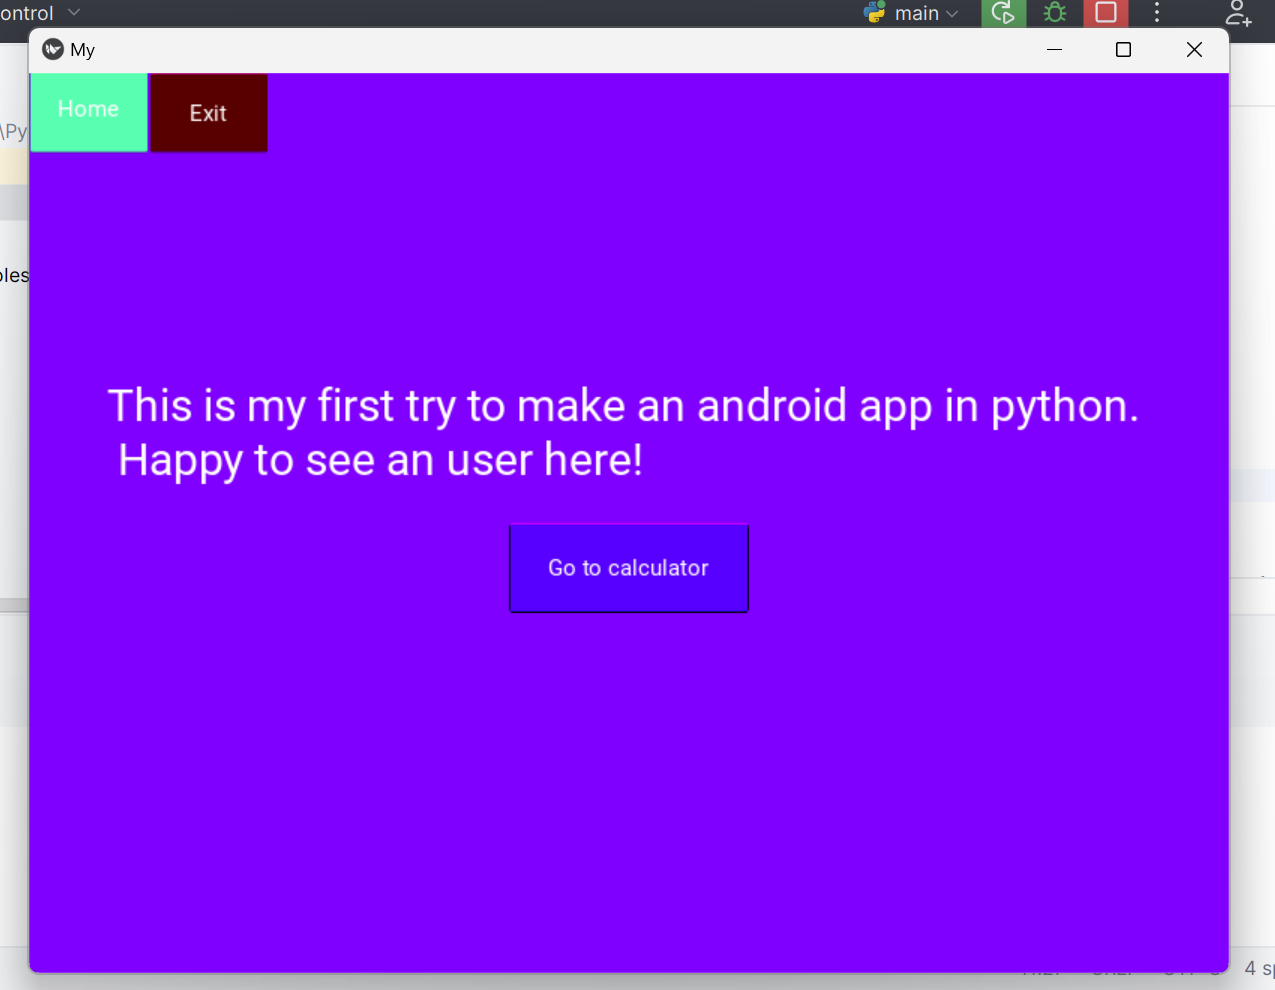 ontrol
main
My
Home
Exit
\Py
This is my first try to make an android app in python.
Happy to see an user here!
Go to calculator
4 sp